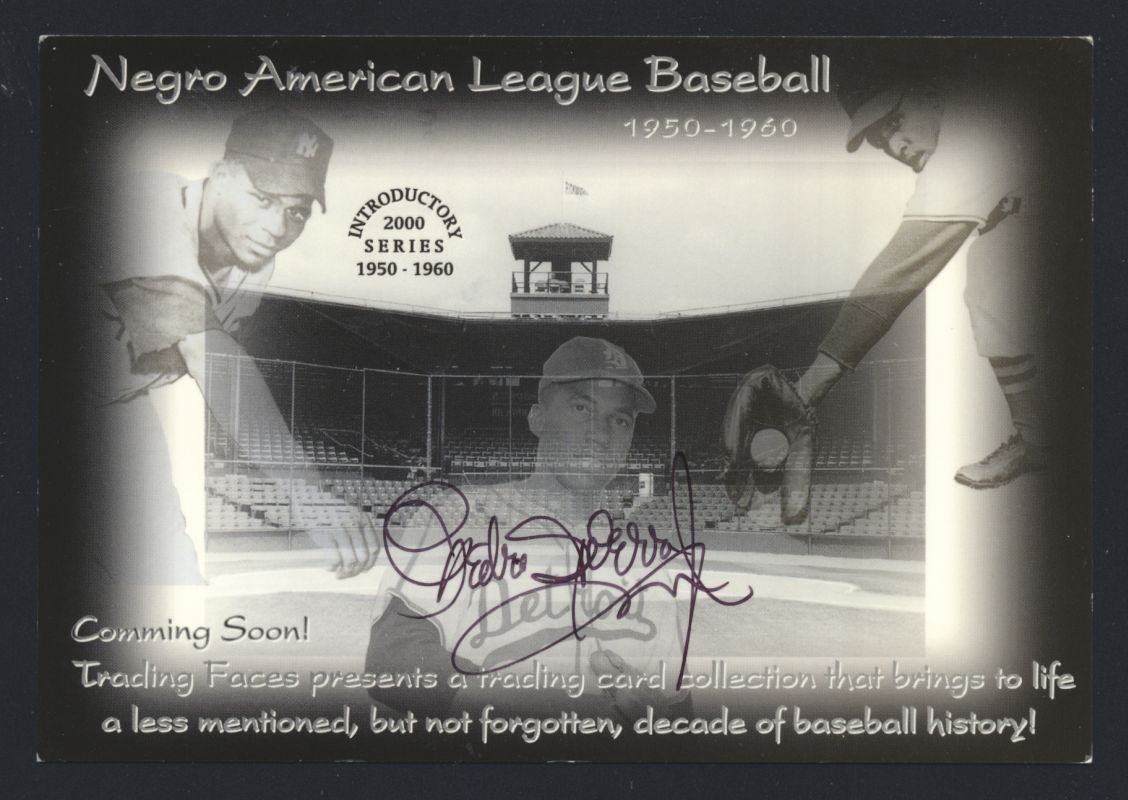 Negro American League Baseball
1950-1960
INTRODUCTORY
2000
SERIES
1950 - 1960
Detroit
Comming Soon!
Trading Faces presents a trading card collection that brings to life
a less mentioned, but not forgotten, decade of baseball history!